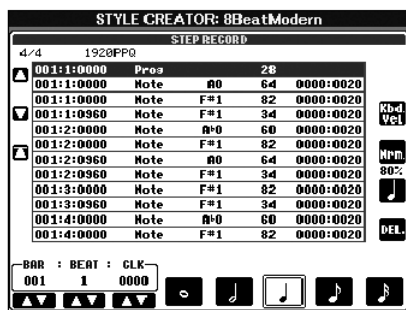 STYLE CREATOR: 8BeatModern
STEP RECORD
4/4 1920PPQ
001:1:0000 Prog 28
001:1:0000 Note A0 64 0000:0020
001:1:0000 Note F#1 82 0000:0020
001:1:0960 Note F#1 34 0000:0020
001:2:0000 Note A♭0 60 0000:0020
001:2:0000 Note F#1 82 0000:0020
001:2:0960 Note A0 64 0000:0020
001:2:0960 Note F#1 34 0000:0020
001:3:0000 Note F#1 82 0000:0020
001:3:0960 Note F#1 34 0000:0020
001:4:0000 Note A♭0 60 0000:0020
001:4:0000 Note F#1 82 0000:0020
Kbd.
Vel
Nrm.
80%
DEL.
BAR : BEAT : CLK
001 1 0000